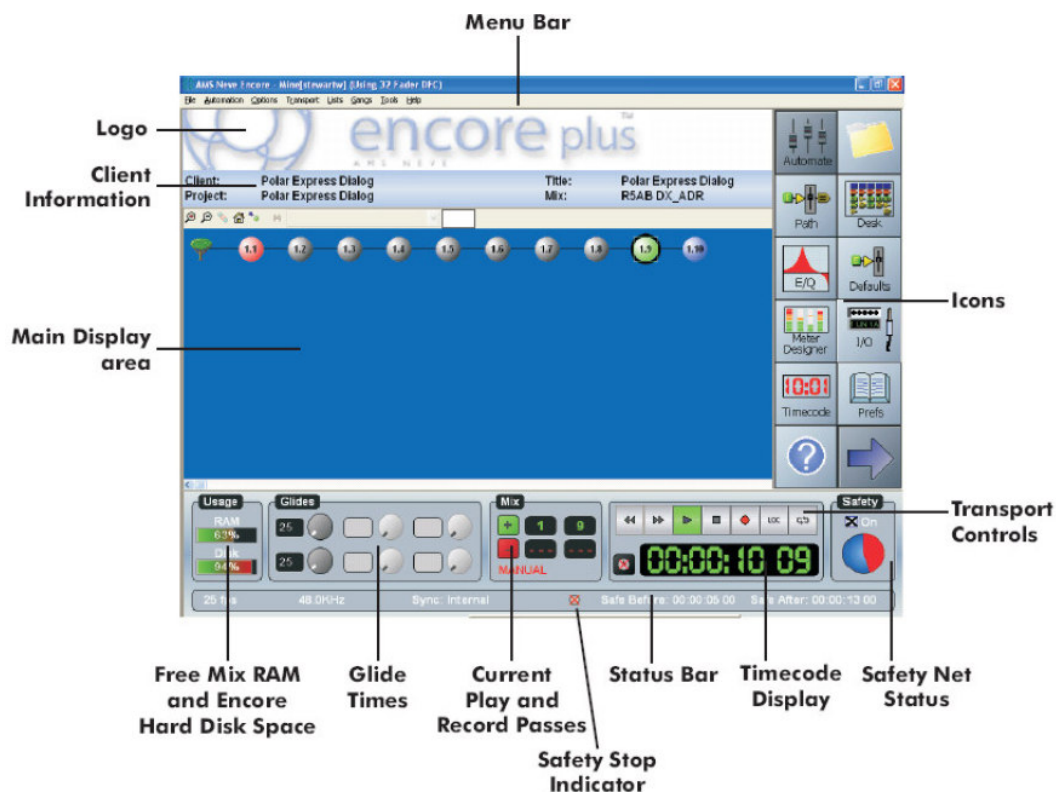 Menu Bar
AMS Neve Encore - Mine[stewartw] (Using 32 Fader DFC)
File Automation Options Transport Lists Gangs Tools Help
Logo
encore plus™
AMS NEVE
Client Information
Client: Polar Express Dialog Title: Polar Express Dialog
Project: Polar Express Dialog Mix: R5AB DX_ADR
1.1 1.2 1.3 1.4 1.5 1.6 1.7 1.8 1.9 1.10
Main Display area
Automate
Path
Desk
E/Q
Defaults
Icons
Meter Designer
I/O
10:01
Timecode
Prefs
?
Usage
RAM
63%
Disk
94%
Glides
25
25
Mix
+ 1 9
- --- ---
MANUAL
LOC
00:00:10 09
Safety
On
Transport Controls
25 fps 48.0KHz Sync: Internal Safe Before: 00:00:05 00 Safe After: 00:00:13 00
Free Mix RAM and Encore Hard Disk Space
Glide Times
Current Play and Record Passes
Status Bar
Timecode Display
Safety Net Status
Safety Stop Indicator